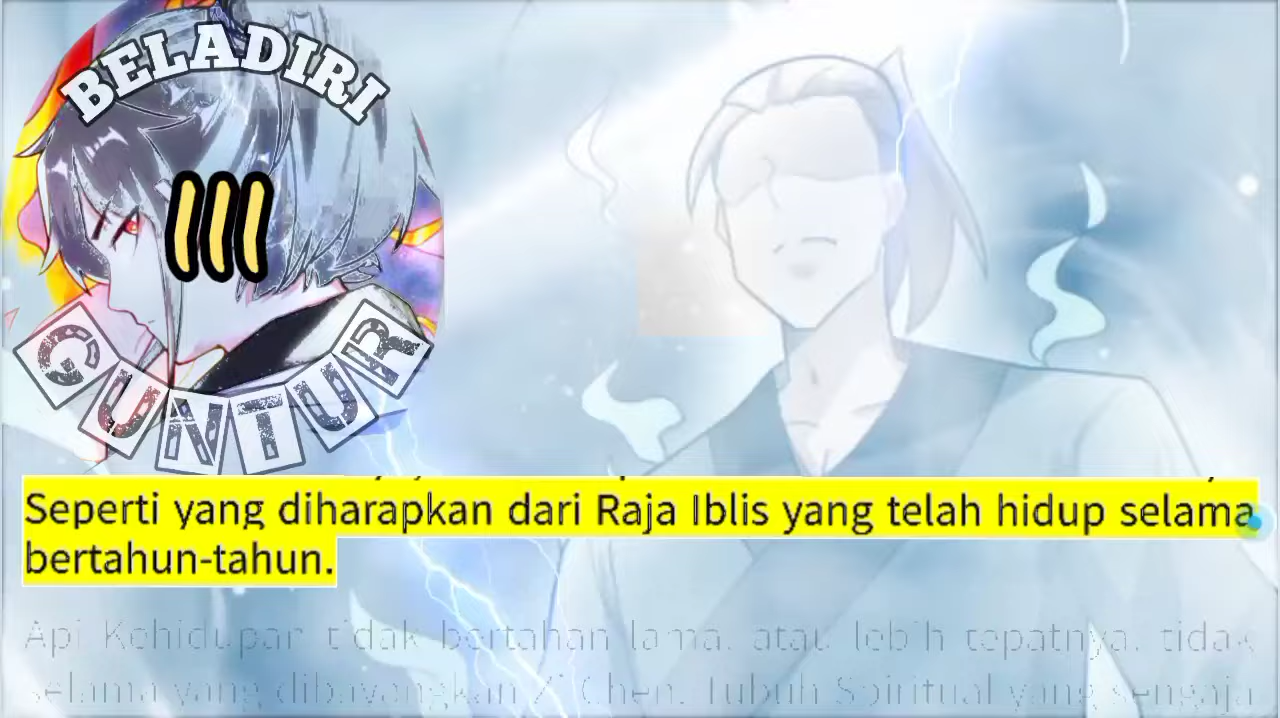 BELADIRI
III
GUNTUR
Seperti yang diharapkan dari Raja Iblis yang telah hidup selama
bertahun-tahun.
Api Kehidupan tidak bertahan lama, atau lebih tepatnya, tidak
selama yang dibayangkan Zi Chen. Tubuh Spiritual yang sengaja